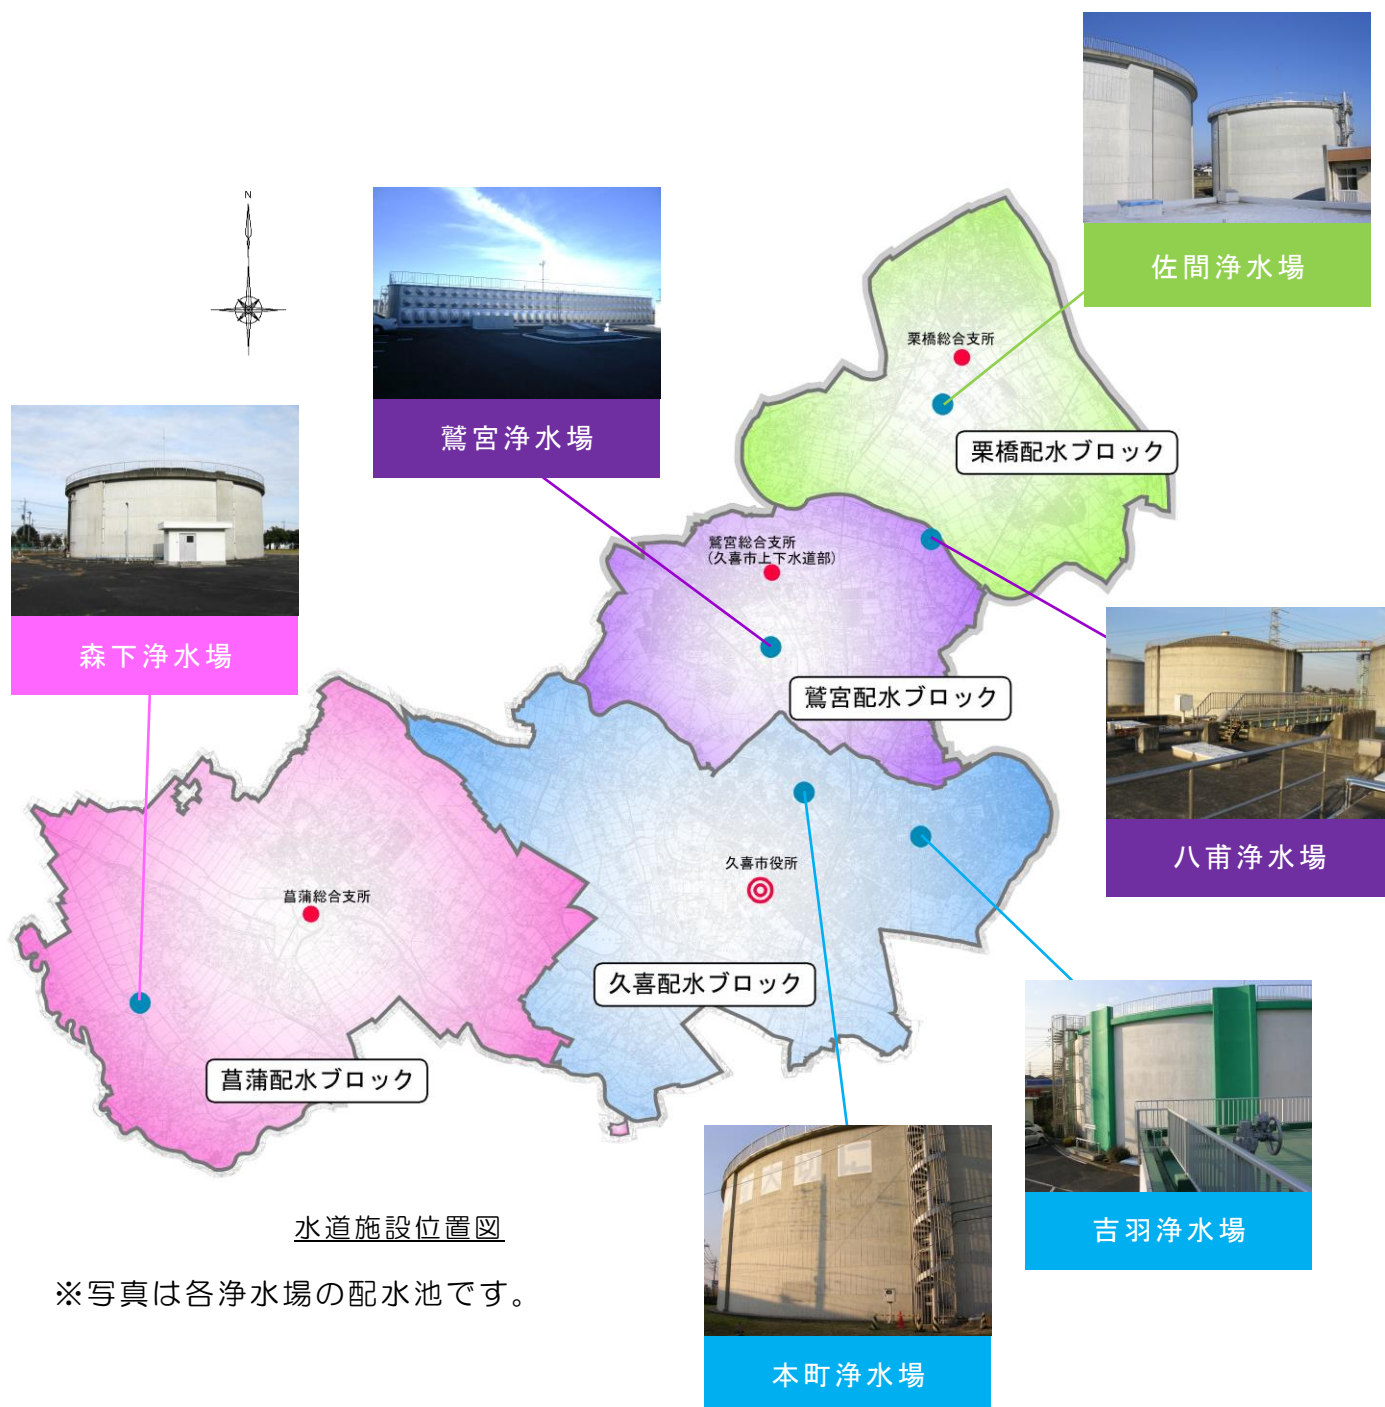 N
佐間浄水場
鷲宮浄水場
栗橋総合支所
栗橋配水ブロック
鷲宮総合支所
(久喜市上下水道部)
森下浄水場
鷲宮配水ブロック
八甫浄水場
久喜市役所
菖蒲総合支所
久喜配水ブロック
菖蒲配水ブロック
大切に
水道施設位置図
吉羽浄水場
※写真は各浄水場の配水池です。
本町浄水場